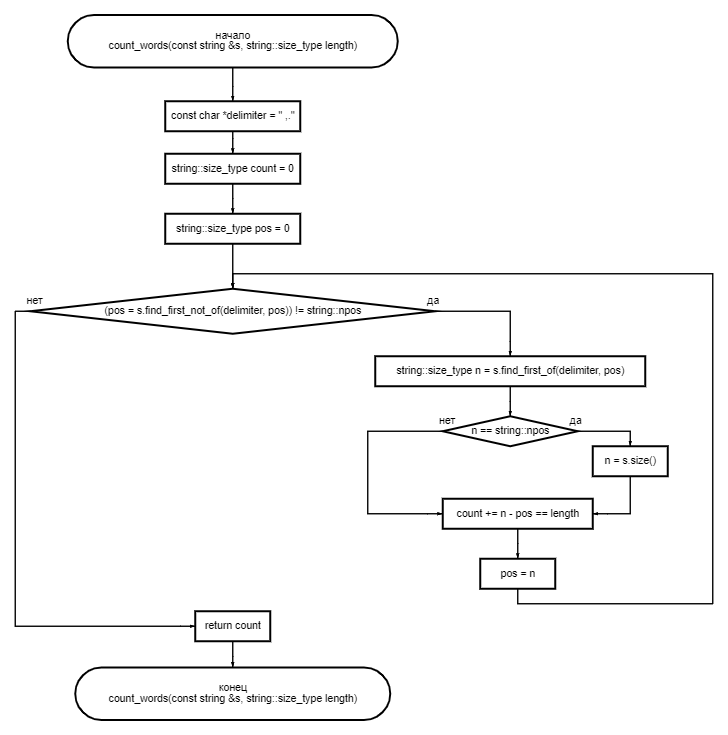 начало
count_words(const string &s, string::size_type length)
const char *delimiter = " ,."
string::size_type count = 0
string::size_type pos = 0
нет
(pos = s.find_first_not_of(delimiter, pos)) != string::npos
да
string::size_type n = s.find_first_of(delimiter, pos)
нет
n == string::npos
да
n = s.size()
count += n - pos == length
pos = n
return count
конец
count_words(const string &s, string::size_type length)